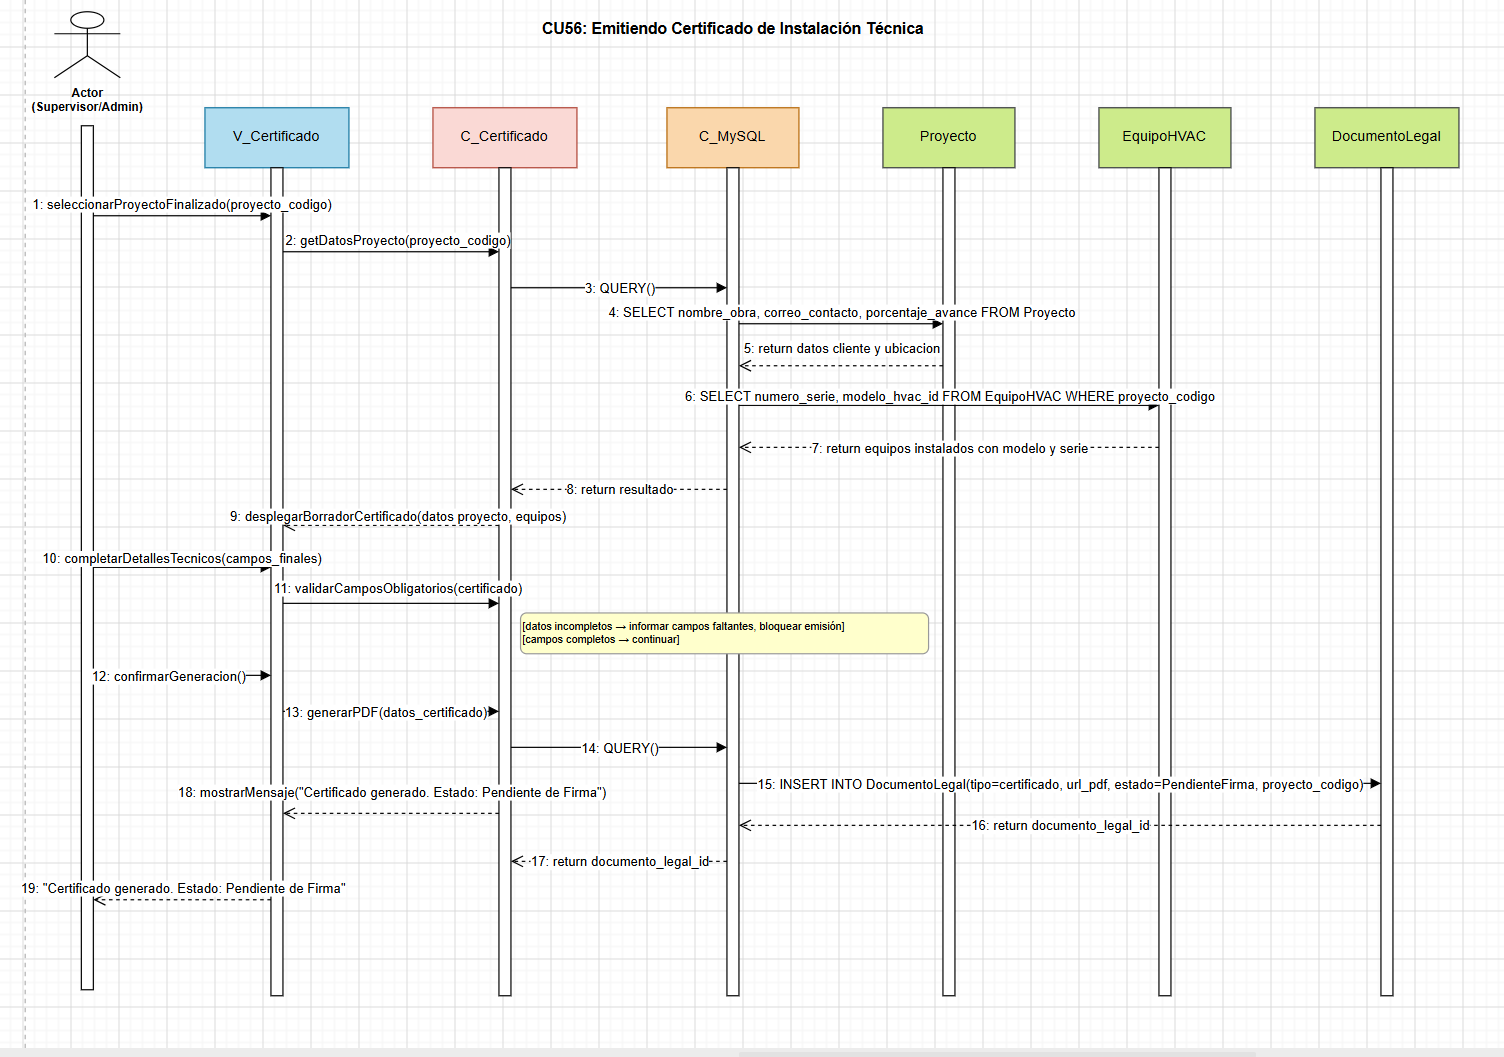 CU56: Emitiendo Certificado de Instalación Técnica
Actor
(Supervisor/Admin)
V_Certificado
C_Certificado
C_MySQL
Proyecto
EquipoHVAC
DocumentoLegal
1: seleccionarProyectoFinalizado(proyecto_codigo)
2: getDatosProyecto(proyecto_codigo)
3: QUERY()
4: SELECT nombre_obra, correo_contacto, porcentaje_avance FROM Proyecto
5: return datos cliente y ubicacion
6: SELECT numero_serie, modelo_hvac_id FROM EquipoHVAC WHERE proyecto_codigo
7: return equipos instalados con modelo y serie
8: return resultado
9: desplegarBorradorCertificado(datos proyecto, equipos)
10: completarDetallesTecnicos(campos_finales)
11: validarCamposObligatorios(certificado)
[datos incompletos → informar campos faltantes, bloquear emisión]
[campos completos → continuar]
12: confirmarGeneracion()
13: generarPDF(datos_certificado)
14: QUERY()
15: INSERT INTO DocumentoLegal(tipo=certificado, url_pdf, estado=PendienteFirma, proyecto_codigo)
18: mostrarMensaje("Certificado generado. Estado: Pendiente de Firma")
16: return documento_legal_id
17: return documento_legal_id
19: "Certificado generado. Estado: Pendiente de Firma"